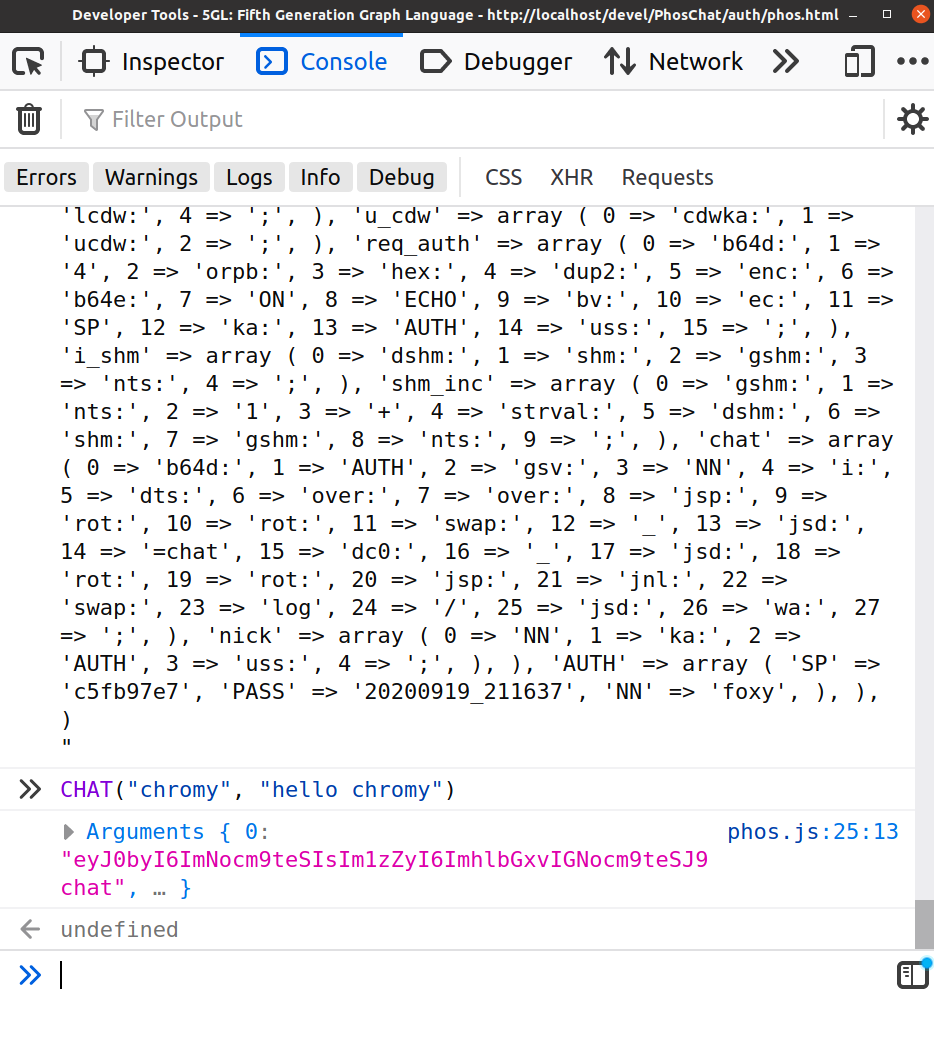 Developer Tools - 5GL: Fifth Generation Graph Language - http://localhost/devel/PhosChat/auth/phos.html
Inspector Console Debugger Network
Filter Output
Errors Warnings Logs Info Debug CSS XHR Requests
'lcdw:', 4 => ';', ), 'u_cdw' => array ( 0 => 'cdwka:', 1 =>
'ucdw:', 2 => ';', ), 'req_auth' => array ( 0 => 'b64d:', 1 =>
'4', 2 => 'orpb:', 3 => 'hex:', 4 => 'dup2:', 5 => 'enc:', 6 =>
'b64e:', 7 => 'ON', 8 => 'ECHO', 9 => 'bv:', 10 => 'ec:', 11 =>
'SP', 12 => 'ka:', 13 => 'AUTH', 14 => 'uss:', 15 => ';', ),
'i_shm' => array ( 0 => 'dshm:', 1 => 'shm:', 2 => 'gshm:', 3
=> 'nts:', 4 => ';', ), 'shm_inc' => array ( 0 => 'gshm:', 1 =>
'nts:', 2 => '1', 3 => '+', 4 => 'strval:', 5 => 'dshm:', 6 =>
'shm:', 7 => 'gshm:', 8 => 'nts:', 9 => ';', ), 'chat' => array
( 0 => 'b64d:', 1 => 'AUTH', 2 => 'gsv:', 3 => 'NN', 4 => 'i:',
5 => 'dts:', 6 => 'over:', 7 => 'over:', 8 => 'jsp:', 9 =>
'rot:', 10 => 'rot:', 11 => 'swap:', 12 => '_', 13 => 'jsd:',
14 => '=chat', 15 => 'dc0:', 16 => '_', 17 => 'jsd:', 18 =>
'rot:', 19 => 'rot:', 20 => 'jsp:', 21 => 'jnl:', 22 =>
'swap:', 23 => 'log', 24 => '/', 25 => 'jsd:', 26 => 'wa:', 27
=> ';', ), 'nick' => array ( 0 => 'NN', 1 => 'ka:', 2 =>
'AUTH', 3 => 'uss:', 4 => ';', ), ), 'AUTH' => array ( 'SP' =>
'c5fb97e7', 'PASS' => '20200919_211637', 'NN' => 'foxy', ), ),
)
"
CHAT("chromy", "hello chromy")
Arguments { 0: phos.js:25:13
"eyJ0byI6ImNocm9teSIsIm1zZyI6ImhlbGxvIGNocm9teSJ9
chat", … }
undefined